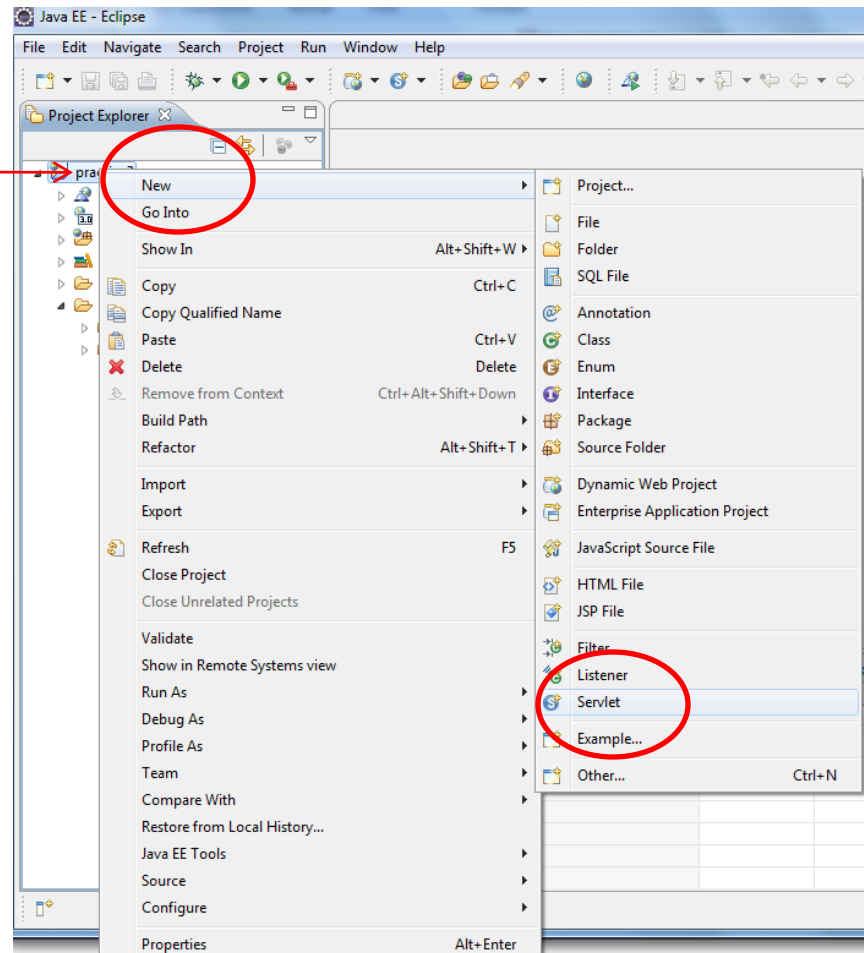 Java EE - Eclipse
File Edit Navigate Search Project Run Window Help
Project Explorer
New
Go Into
Show In Alt+Shift+W
Copy Ctrl+C
Copy Qualified Name
Paste Ctrl+V
Delete Delete
Remove from Context Ctrl+Alt+Shift+Down
Build Path
Refactor Alt+Shift+T
Import
Export
Refresh F5
Close Project
Close Unrelated Projects
Validate
Show in Remote Systems view
Run As
Debug As
Profile As
Team
Compare With
Restore from Local History...
Java EE Tools
Source
Configure
Properties Alt+Enter
Project...
File
Folder
SQL File
Annotation
Class
Enum
Interface
Package
Source Folder
Dynamic Web Project
Enterprise Application Project
JavaScript Source File
HTML File
JSP File
Filter
Listener
Servlet
Example...
Other... Ctrl+N